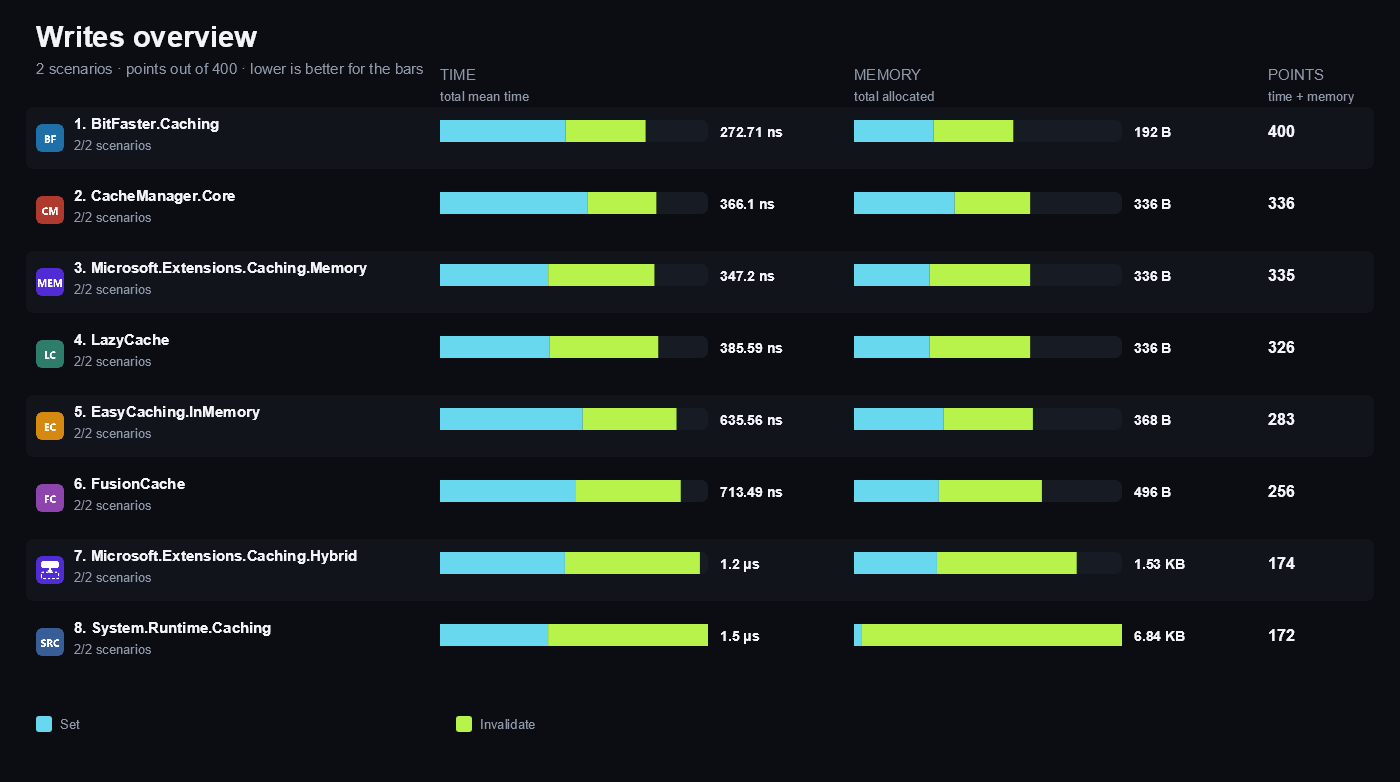 Writes overview
2 scenarios · points out of 400 · lower is better for the bars
TIME
total mean time
MEMORY
total allocated
POINTS
time + memory
BF
1. BitFaster.Caching
2/2 scenarios
272.71 ns
192 B
400
CM
2. CacheManager.Core
2/2 scenarios
366.1 ns
336 B
336
MEM
3. Microsoft.Extensions.Caching.Memory
2/2 scenarios
347.2 ns
336 B
335
LC
4. LazyCache
2/2 scenarios
385.59 ns
336 B
326
EC
5. EasyCaching.InMemory
2/2 scenarios
635.56 ns
368 B
283
FC
6. FusionCache
2/2 scenarios
713.49 ns
496 B
256
7. Microsoft.Extensions.Caching.Hybrid
2/2 scenarios
1.2 µs
1.53 KB
174
SRC
8. System.Runtime.Caching
2/2 scenarios
1.5 µs
6.84 KB
172
Set
Invalidate